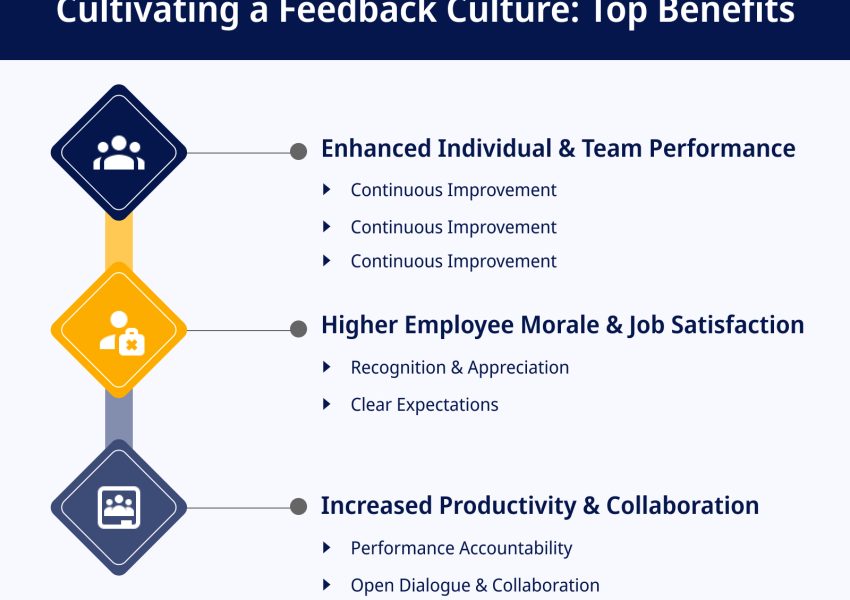 Cultivating a Feedback Culture: Top Benefits
Enhanced Individual & Team Performance
Continuous Improvement
Continuous Improvement
Continuous Improvement
Higher Employee Morale & Job Satisfaction
Recognition & Appreciation
Clear Expectations
Increased Productivity & Collaboration
Performance Accountability
Open Dialogue & Collaboration